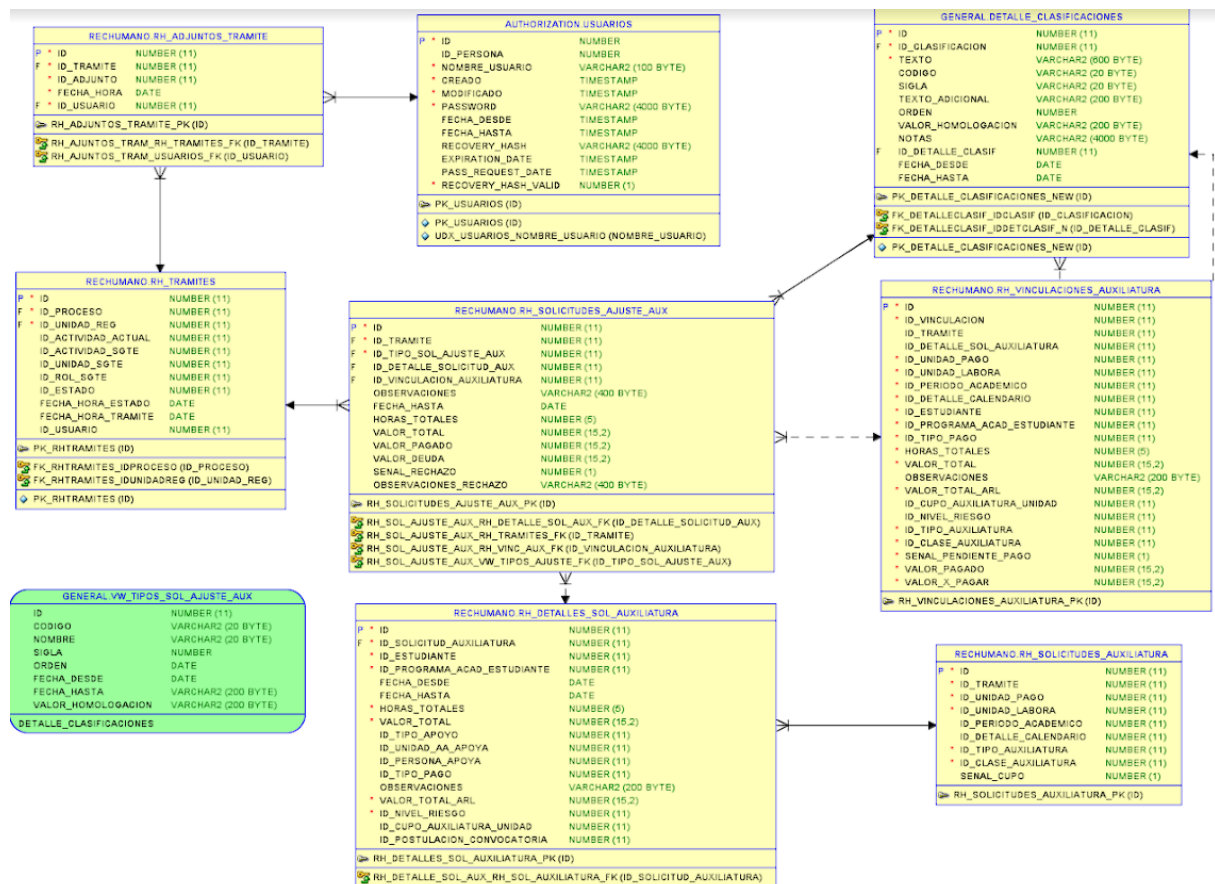 RECHUMANO.RH_ADJUNTOS_TRAMITE
P * ID NUMBER (11)
F * ID_TRAMITE NUMBER (11)
* ID_ADJUNTO NUMBER (11)
* FECHA_HORA DATE
F * ID_USUARIO NUMBER (11)
RH_ADJUNTOS_TRAMITE_PK (ID)
RH_AJUNTOS_TRAM_RH_TRAMITES_FK (ID_TRAMITE)
RH_AJUNTOS_TRAM_USUARIOS_FK (ID_USUARIO)
AUTHORIZATION.USUARIOS
P * ID NUMBER
ID_PERSONA NUMBER
* NOMBRE_USUARIO VARCHAR2 (100 BYTE)
* CREADO TIMESTAMP
* MODIFICADO TIMESTAMP
* PASSWORD VARCHAR2 (4000 BYTE)
FECHA_DESDE TIMESTAMP
FECHA_HASTA TIMESTAMP
RECOVERY_HASH VARCHAR2 (4000 BYTE)
EXPIRATION_DATE TIMESTAMP
PASS_REQUEST_DATE TIMESTAMP
* RECOVERY_HASH_VALID NUMBER (1)
PK_USUARIOS (ID)
PK_USUARIOS (ID)
UDX_USUARIOS_NOMBRE_USUARIO (NOMBRE_USUARIO)
GENERAL.DETALLE_CLASIFICACIONES
P * ID NUMBER (11)
F * ID_CLASIFICACION NUMBER (11)
* TEXTO VARCHAR2 (600 BYTE)
CODIGO VARCHAR2 (20 BYTE)
SIGLA VARCHAR2 (20 BYTE)
TEXTO_ADICIONAL VARCHAR2 (200 BYTE)
ORDEN NUMBER
VALOR_HOMOLOGACION VARCHAR2 (200 BYTE)
NOTAS VARCHAR2 (4000 BYTE)
F ID_DETALLE_CLASIF NUMBER (11)
FECHA_DESDE DATE
FECHA_HASTA DATE
PK_DETALLE_CLASIFICACIONES_NEW (ID)
FK_DETALLECLASIF_IDCLASIF (ID_CLASIFICACION)
FK_DETALLECLASIF_IDDETCLASIF_N (ID_DETALLE_CLASIF)
PK_DETALLE_CLASIFICACIONES_NEW (ID)
RECHUMANO.RH_TRAMITES
P * ID NUMBER (11)
F * ID_PROCESO NUMBER (11)
F * ID_UNIDAD_REG NUMBER (11)
ID_ACTIVIDAD_ACTUAL NUMBER (11)
ID_ACTIVIDAD_SGTE NUMBER (11)
ID_UNIDAD_SGTE NUMBER (11)
ID_ROL_SGTE NUMBER (11)
ID_ESTADO NUMBER (11)
FECHA_HORA_ESTADO DATE
FECHA_HORA_TRAMITE DATE
ID_USUARIO NUMBER (11)
PK_RHTRAMITES (ID)
FK_RHTRAMITES_IDPROCESO (ID_PROCESO)
FK_RHTRAMITES_IDUNIDADREG (ID_UNIDAD_REG)
PK_RHTRAMITES (ID)
RECHUMANO.RH_SOLICITUDES_AJUSTE_AUX
P * ID NUMBER (11)
F * ID_TRAMITE NUMBER (11)
F * ID_TIPO_SOL_AJUSTE_AUX NUMBER (11)
F ID_DETALLE_SOLICITUD_AUX NUMBER (11)
F ID_VINCULACION_AUXILIATURA NUMBER (11)
OBSERVACIONES VARCHAR2 (400 BYTE)
FECHA_HASTA DATE
HORAS_TOTALES NUMBER (5)
VALOR_TOTAL NUMBER (15,2)
VALOR_PAGADO NUMBER (15,2)
VALOR_DEUDA NUMBER (15,2)
SENAL_RECHAZO NUMBER (1)
OBSERVACIONES_RECHAZO VARCHAR2 (400 BYTE)
RH_SOLICITUDES_AJUSTE_AUX_PK (ID)
RH_SOL_AJUSTE_AUX_RH_DETALLE_SOL_AUX_FK (ID_DETALLE_SOLICITUD_AUX)
RH_SOL_AJUSTE_AUX_RH_TRAMITES_FK (ID_TRAMITE)
RH_SOL_AJUSTE_AUX_RH_VINC_AUX_FK (ID_VINCULACION_AUXILIATURA)
RH_SOL_AJUSTE_AUX_VW_TIPOS_AJUSTE_FK (ID_TIPO_SOL_AJUSTE_AUX)
RECHUMANO.RH_VINCULACIONES_AUXILIATURA
P * ID NUMBER (11)
* ID_VINCULACION NUMBER (11)
ID_TRAMITE NUMBER (11)
ID_DETALLE_SOL_AUXILIATURA NUMBER (11)
* ID_UNIDAD_PAGO NUMBER (11)
* ID_UNIDAD_LABORA NUMBER (11)
* ID_PERIODO_ACADEMICO NUMBER (11)
* ID_DETALLE_CALENDARIO NUMBER (11)
* ID_ESTUDIANTE NUMBER (11)
* ID_PROGRAMA_ACAD_ESTUDIANTE NUMBER (11)
* ID_TIPO_PAGO NUMBER (11)
* HORAS_TOTALES NUMBER (5)
* VALOR_TOTAL NUMBER (15,2)
OBSERVACIONES VARCHAR2 (200 BYTE)
* VALOR_TOTAL_ARL NUMBER (15,2)
ID_CUPO_AUXILIATURA_UNIDAD NUMBER (11)
ID_NIVEL_RIESGO NUMBER (11)
* ID_TIPO_AUXILIATURA NUMBER (11)
* ID_CLASE_AUXILIATURA NUMBER (11)
* SENAL_PENDIENTE_PAGO NUMBER (1)
* VALOR_PAGADO NUMBER (15,2)
* VALOR_X_PAGAR NUMBER (15,2)
RH_VINCULACIONES_AUXILIATURA_PK (ID)
GENERAL.VW_TIPOS_SOL_AJUSTE_AUX
ID NUMBER (11)
CODIGO VARCHAR2 (20 BYTE)
NOMBRE VARCHAR2 (20 BYTE)
SIGLA NUMBER
ORDEN DATE
FECHA_DESDE DATE
FECHA_HASTA VARCHAR2 (200 BYTE)
VALOR_HOMOLOGACION VARCHAR2 (200 BYTE)
DETALLE_CLASIFICACIONES
RECHUMANO.RH_DETALLES_SOL_AUXILIATURA
P * ID NUMBER (11)
F * ID_SOLICITUD_AUXILIATURA NUMBER (11)
* ID_ESTUDIANTE NUMBER (11)
* ID_PROGRAMA_ACAD_ESTUDIANTE NUMBER (11)
FECHA_DESDE DATE
FECHA_HASTA DATE
* HORAS_TOTALES NUMBER (5)
* VALOR_TOTAL NUMBER (15,2)
ID_TIPO_APOYO NUMBER (11)
ID_UNIDAD_AA_APOYA NUMBER (11)
ID_PERSONA_APOYA NUMBER (11)
ID_TIPO_PAGO NUMBER (11)
OBSERVACIONES VARCHAR2 (200 BYTE)
* VALOR_TOTAL_ARL NUMBER (15,2)
* ID_NIVEL_RIESGO NUMBER (11)
ID_CUPO_AUXILIATURA_UNIDAD NUMBER (11)
ID_POSTULACION_CONVOCATORIA NUMBER (11)
RH_DETALLES_SOL_AUXILIATURA_PK (ID)
RH_DETALLE_SOL_AUX_RH_SOL_AUXILIATURA_FK (ID_SOLICITUD_AUXILIATURA)
RECHUMANO.RH_SOLICITUDES_AUXILIATURA
P * ID NUMBER (11)
* ID_TRAMITE NUMBER (11)
* ID_UNIDAD_PAGO NUMBER (11)
* ID_UNIDAD_LABORA NUMBER (11)
ID_PERIODO_ACADEMICO NUMBER (11)
ID_DETALLE_CALENDARIO NUMBER (11)
* ID_TIPO_AUXILIATURA NUMBER (11)
* ID_CLASE_AUXILIATURA NUMBER (11)
SENAL_CUPO NUMBER (1)
RH_SOLICITUDES_AUXILIATURA_PK (ID)